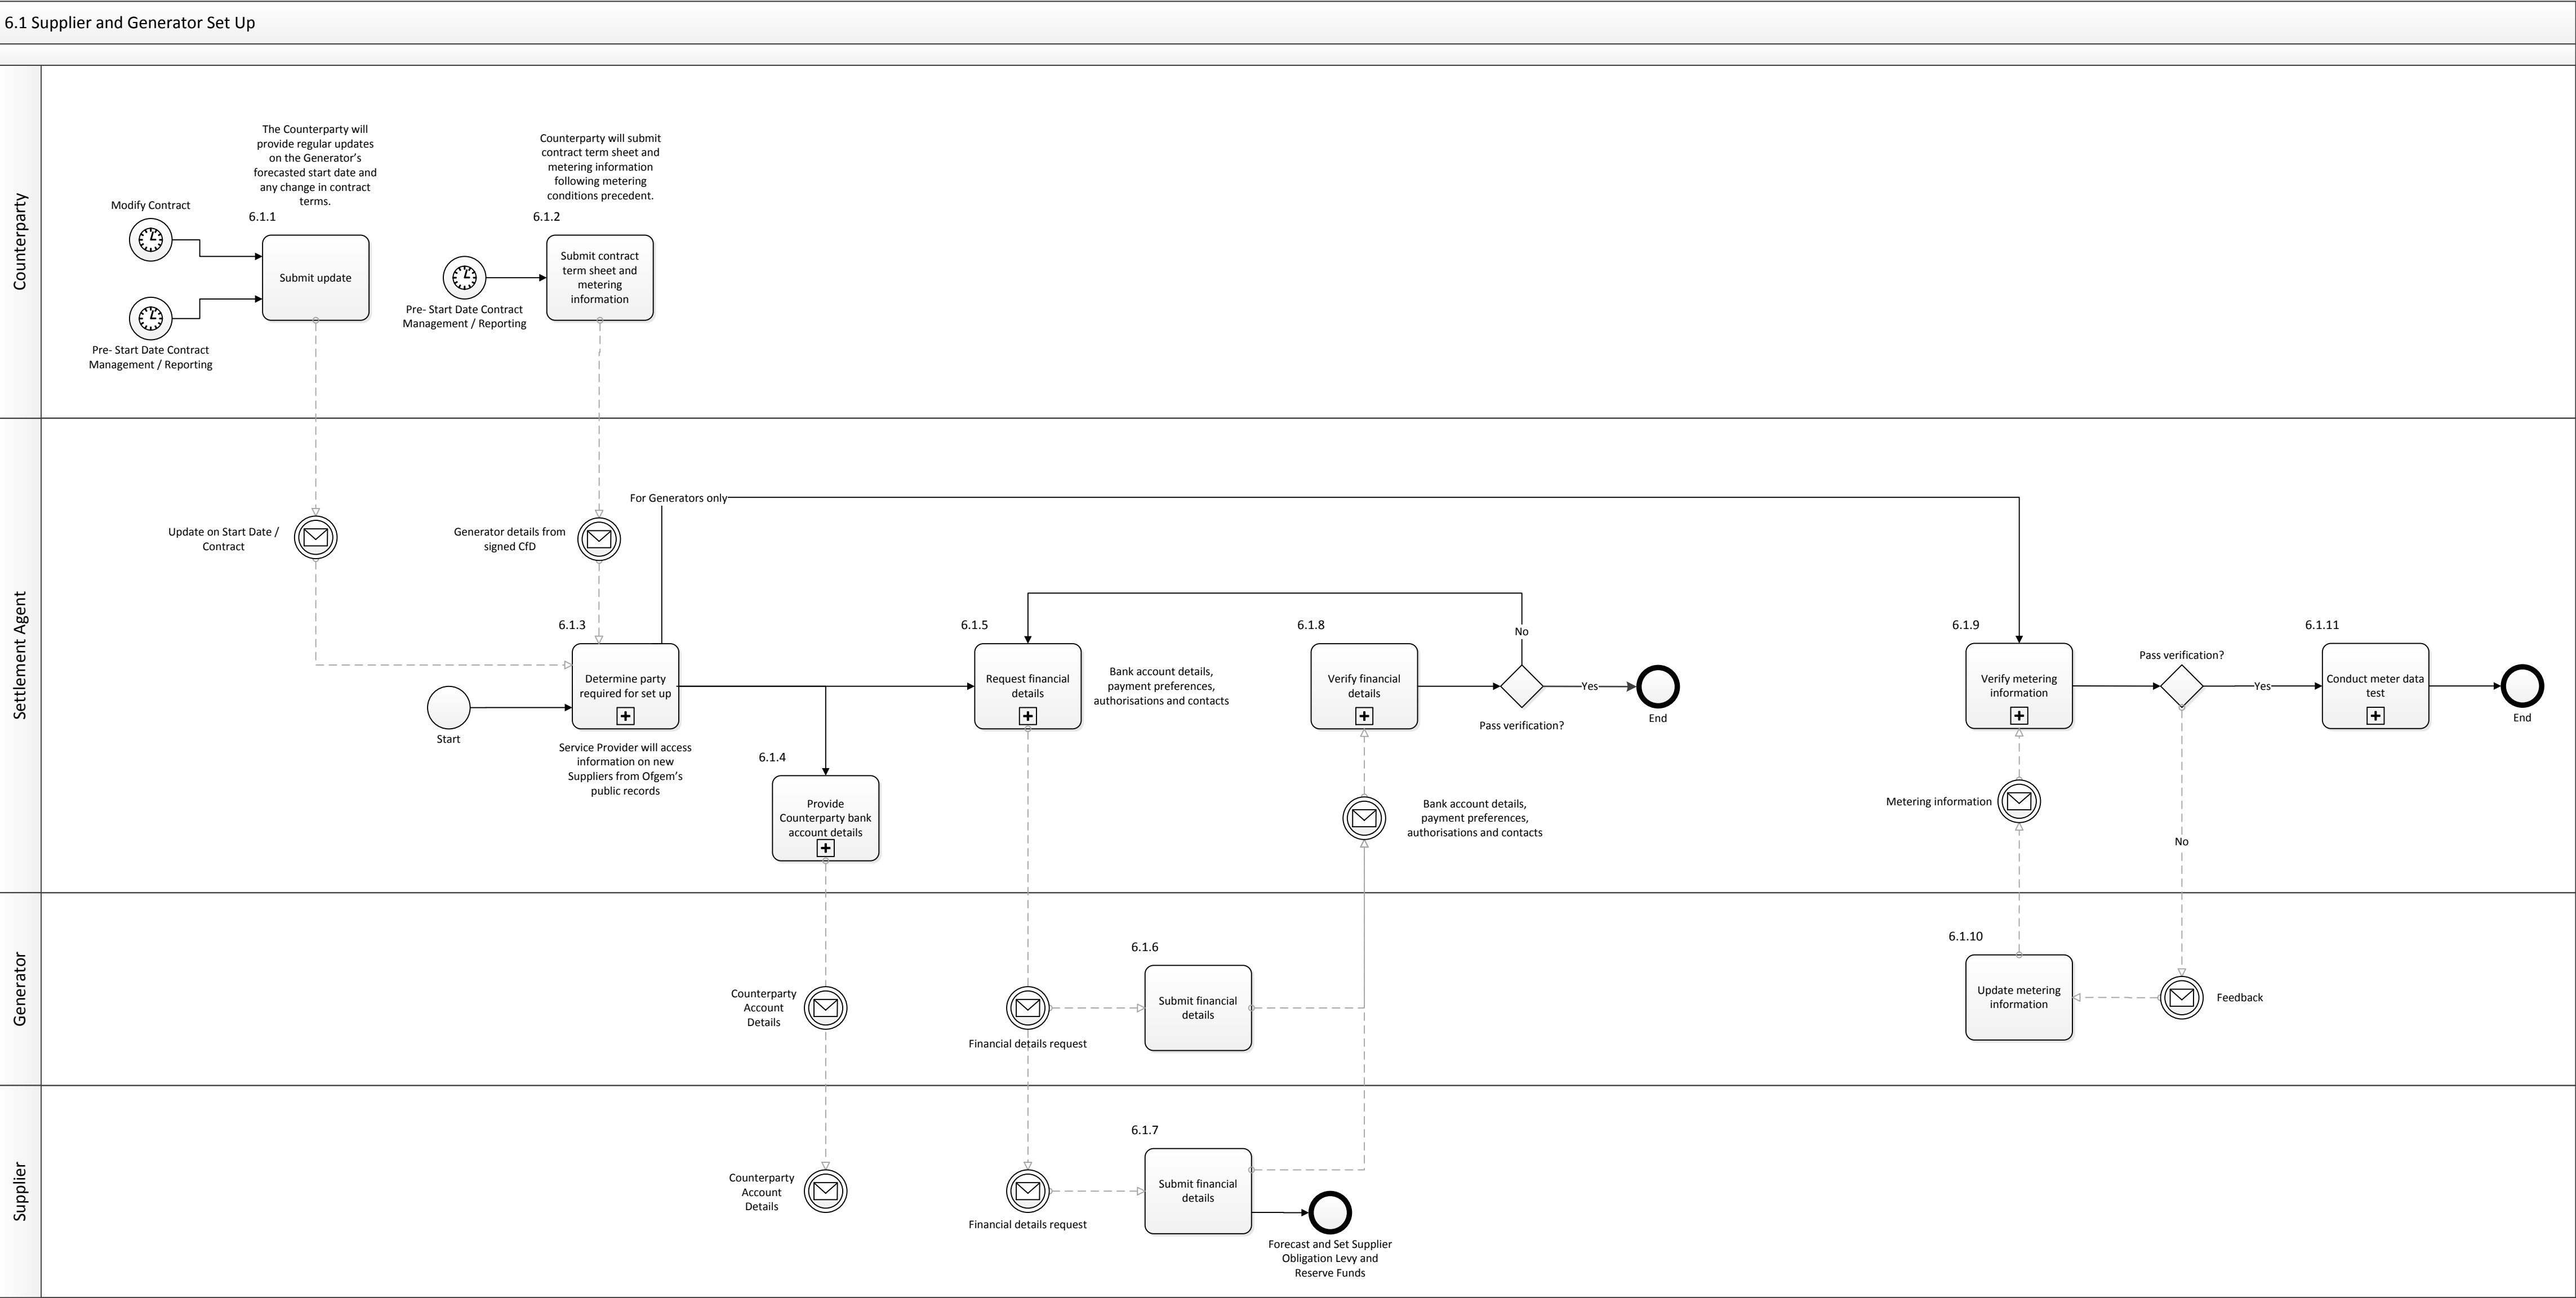 6.1 Supplier and Generator Set Up
Counterparty
The Counterparty will
provide regular updates
on the Generator's
forecasted start date and
any change in contract
terms.
Counterparty will submit
contract term sheet and
metering information
following metering
conditions precedent.
Modify Contract
6.1.1
Submit update
Pre- Start Date Contract
Management / Reporting
6.1.2
Submit contract
term sheet and
metering
information
Pre- Start Date Contract
Management / Reporting
Settlement Agent
Update on Start Date /
Contract
Generator details from
signed CfD
For Generators only
Start
6.1.3
Determine party
required for set up
Service Provider will access
information on new
Suppliers from Ofgem's
public records
6.1.4
Provide
Counterparty bank
account details
6.1.5
Request financial
details
Bank account details,
payment preferences,
authorisations and contacts
6.1.8
Verify financial
details
No
Pass verification?
Yes
End
Bank account details,
payment preferences,
authorisations and contacts
6.1.9
Verify metering
information
Pass verification?
Yes
6.1.11
Conduct meter data
test
End
Metering information
No
Generator
Counterparty
Account
Details
Financial details request
6.1.6
Submit financial
details
6.1.10
Update metering
information
Feedback
Supplier
Counterparty
Account
Details
Financial details request
6.1.7
Submit financial
details
Forecast and Set Supplier
Obligation Levy and
Reserve Funds